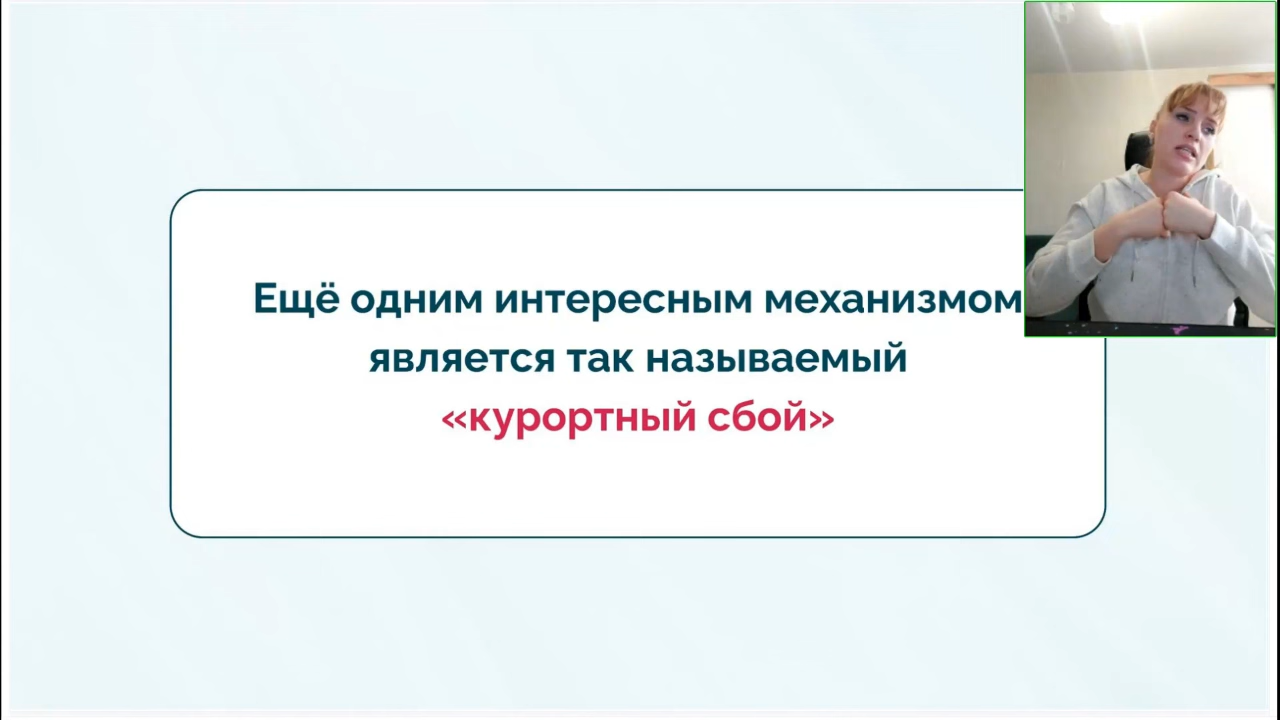 Ещё одним интересным механизмом
является так называемый
«курортный сбой»